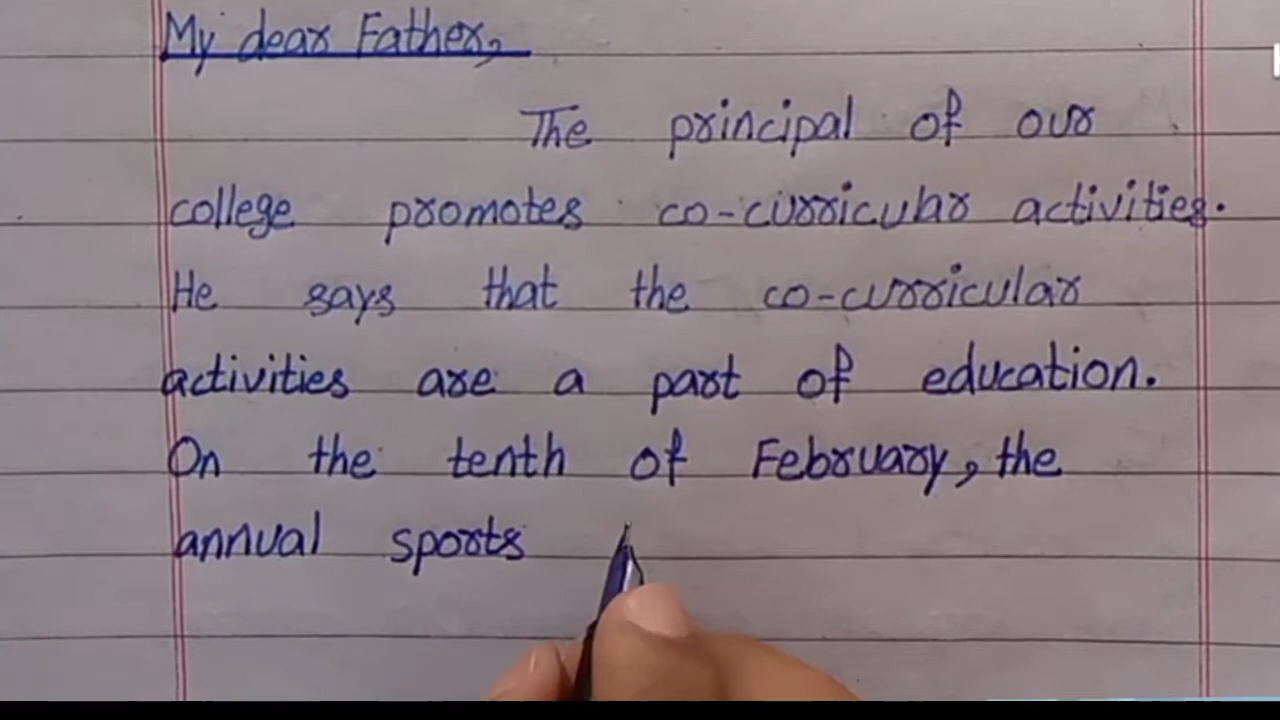 My dear Father,
The principal of our
college promotes co-curricular activities.
He says that the co-curricular
activities are a part of education.
On the tenth of February, the
annual sports